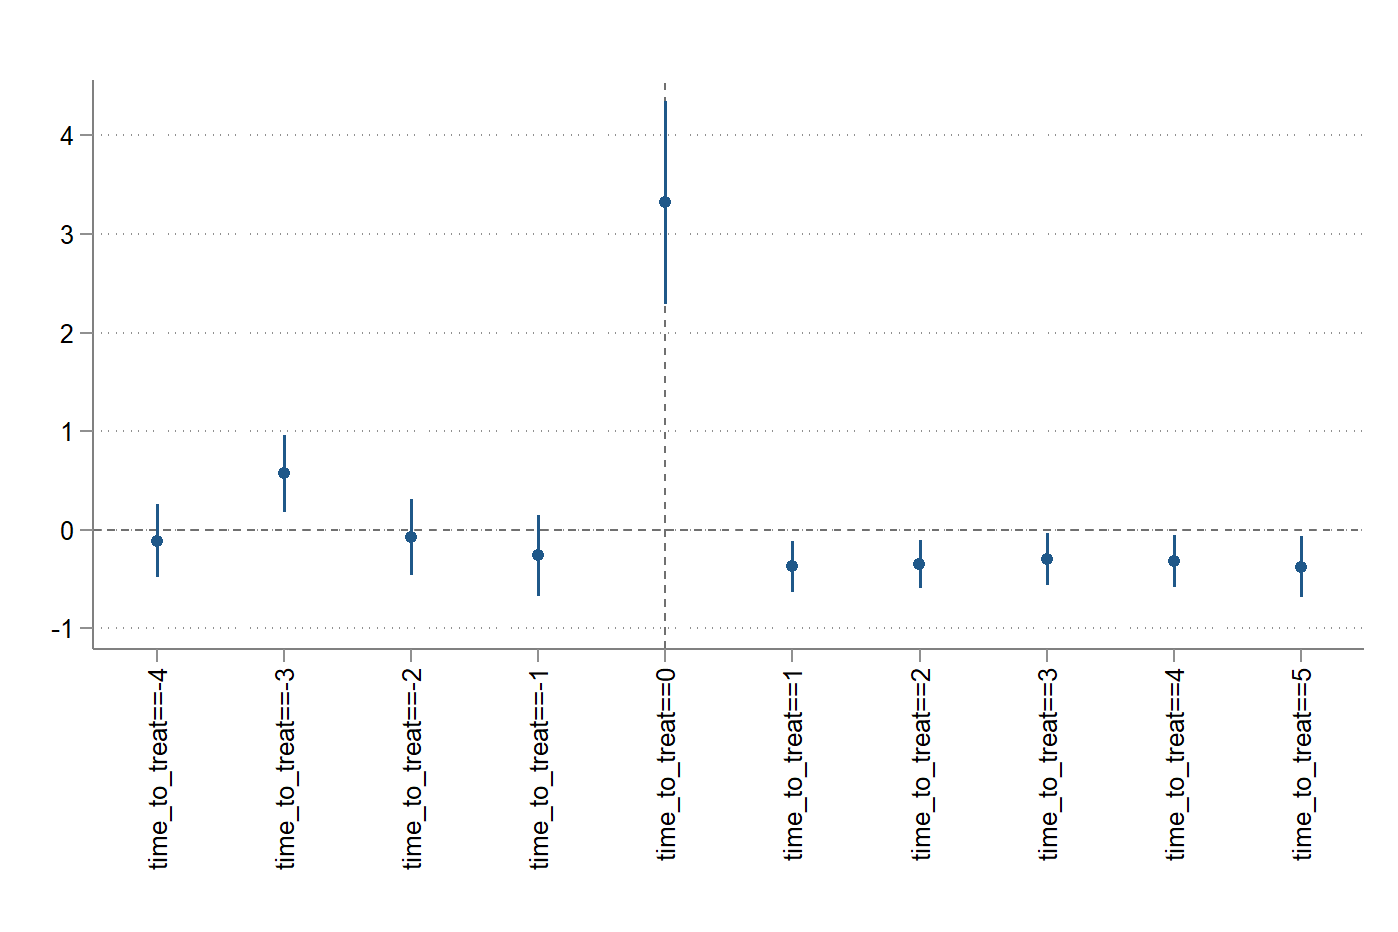 4
3
2
1
0
-1
time_to_treat==-4
time_to_treat==-3
time_to_treat==-2
time_to_treat==-1
time_to_treat==0
time_to_treat==1
time_to_treat==2
time_to_treat==3
time_to_treat==4
time_to_treat==5